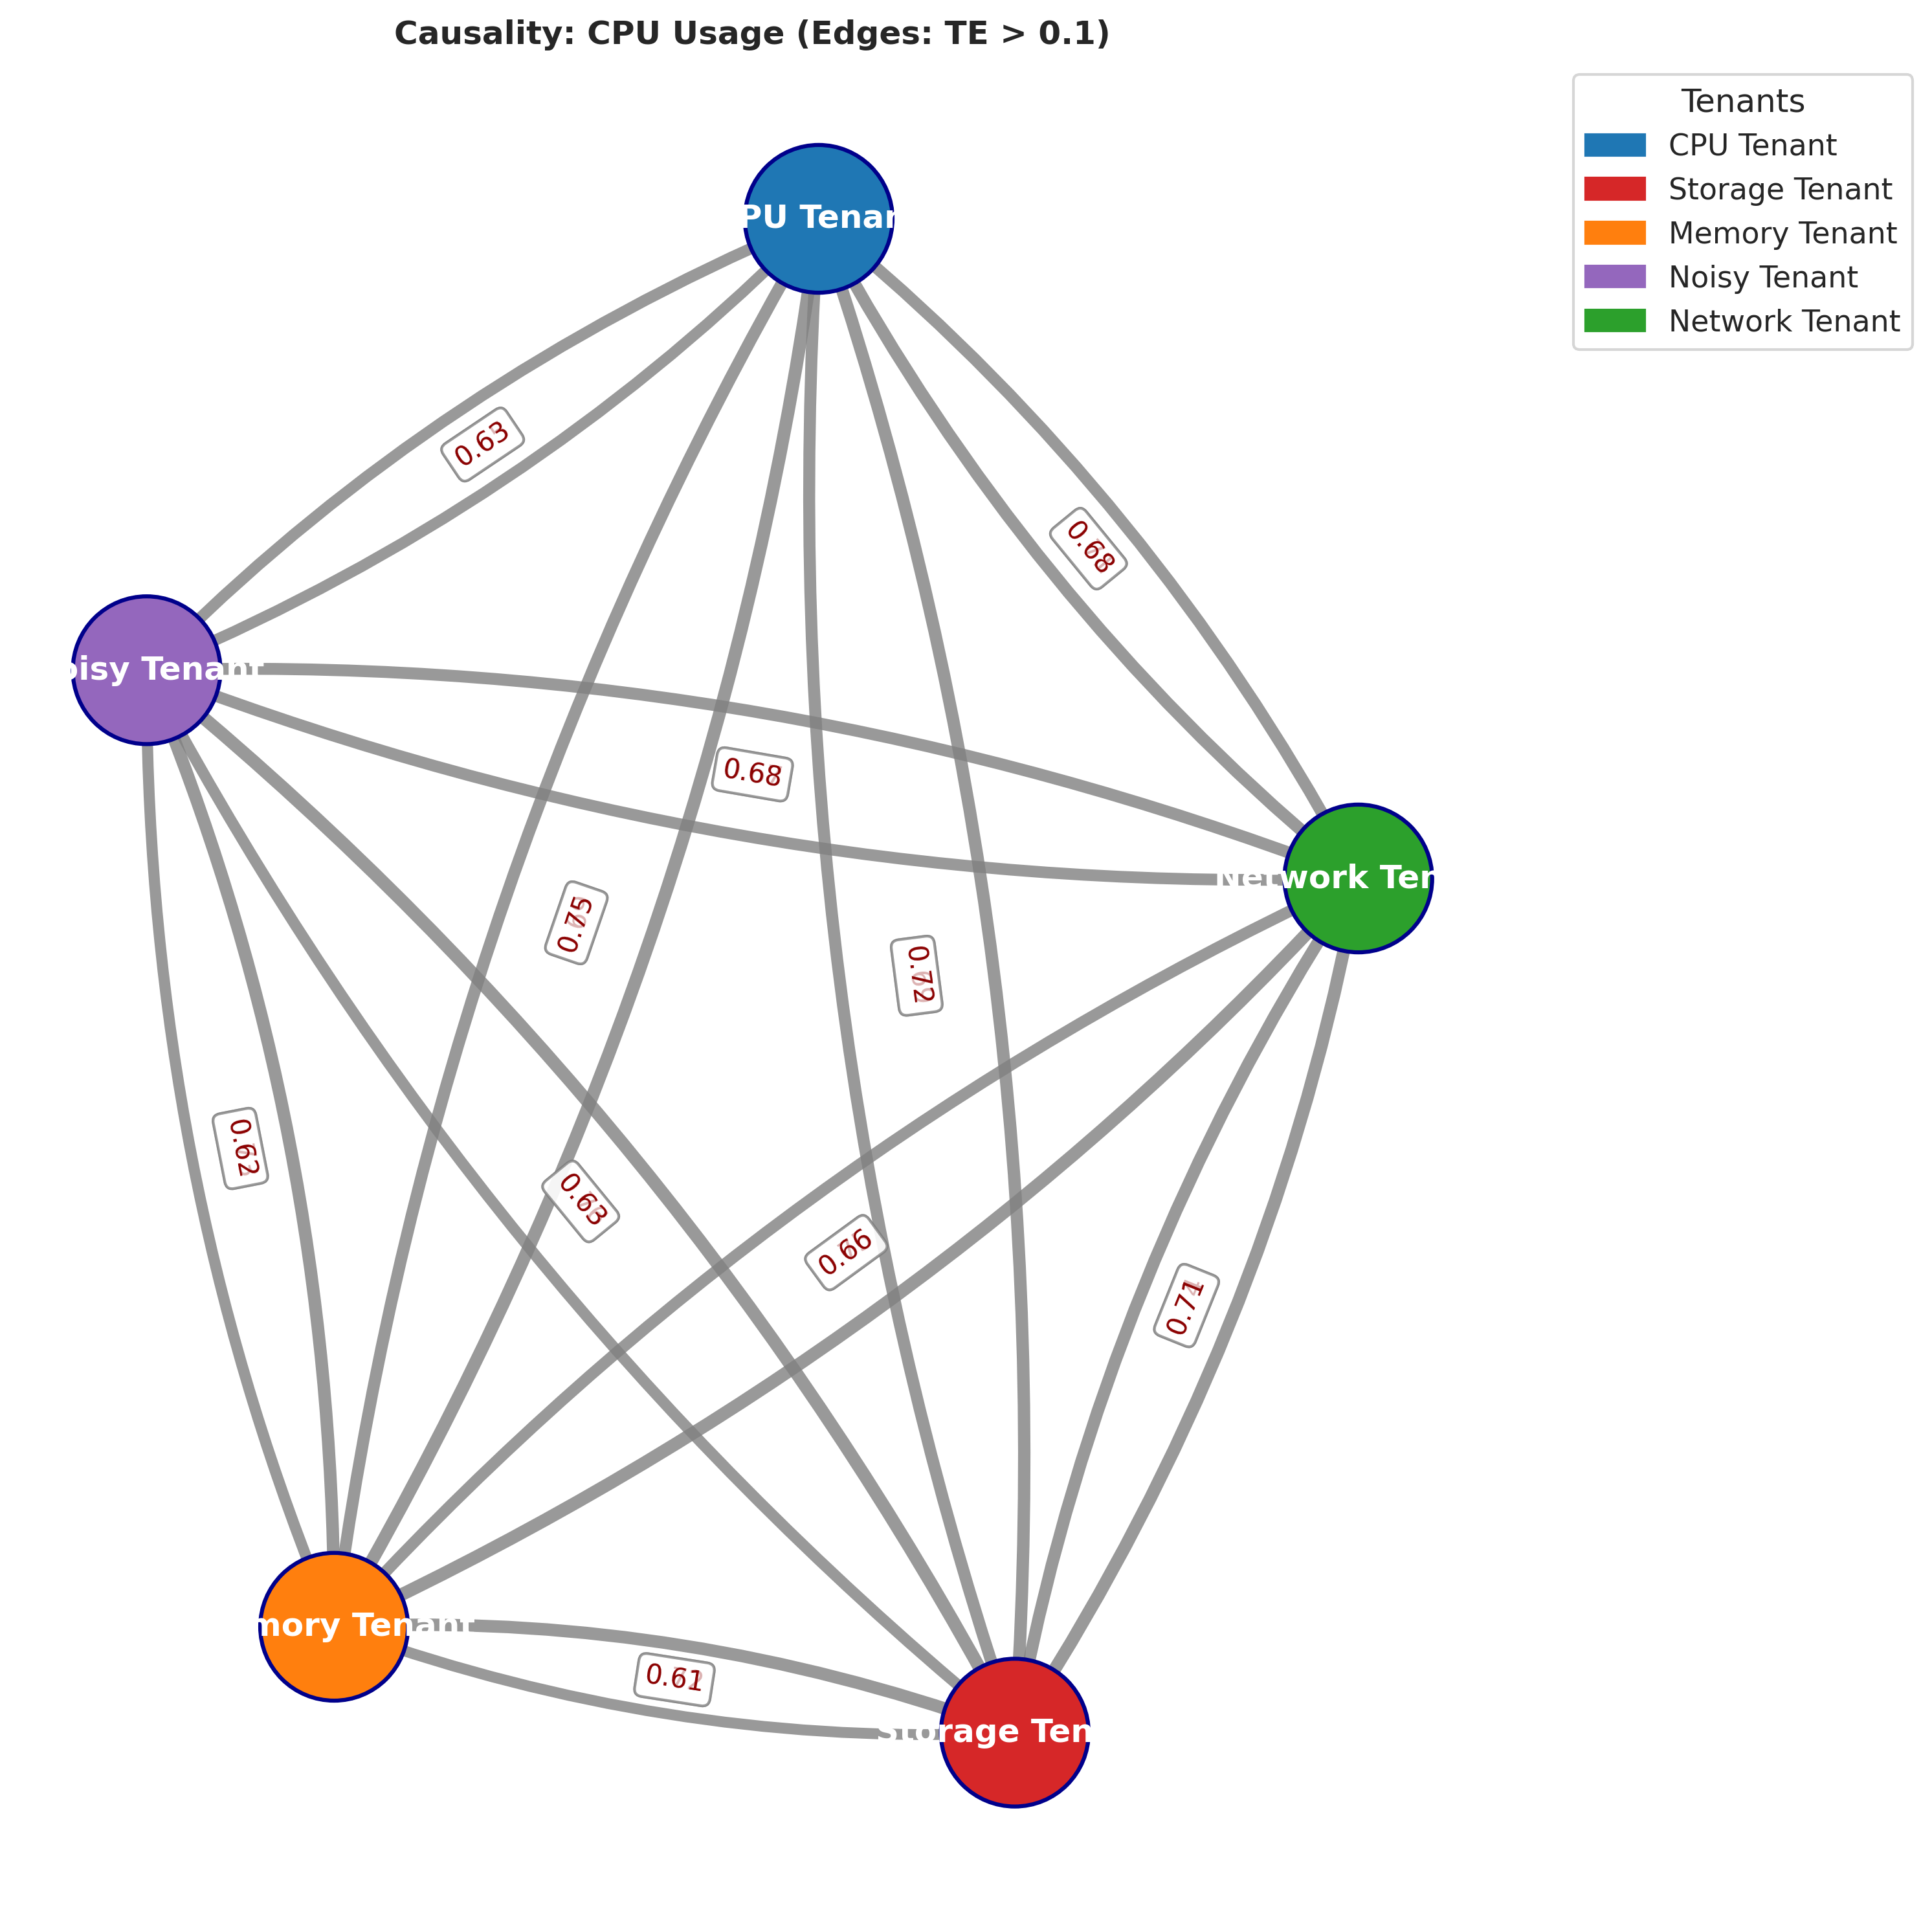 Causality: CPU Usage (Edges: TE > 0.1)
Tenants
CPU Tenant
Storage Tenant
Memory Tenant
Noisy Tenant
Network Tenant
PU Tenan
0.63
0.68
oisy Tenant
0.68
Network Ten
0.75
0.72
0.62
0.63
0.66
0.71
mory Tenant
0.61
Storage Ten